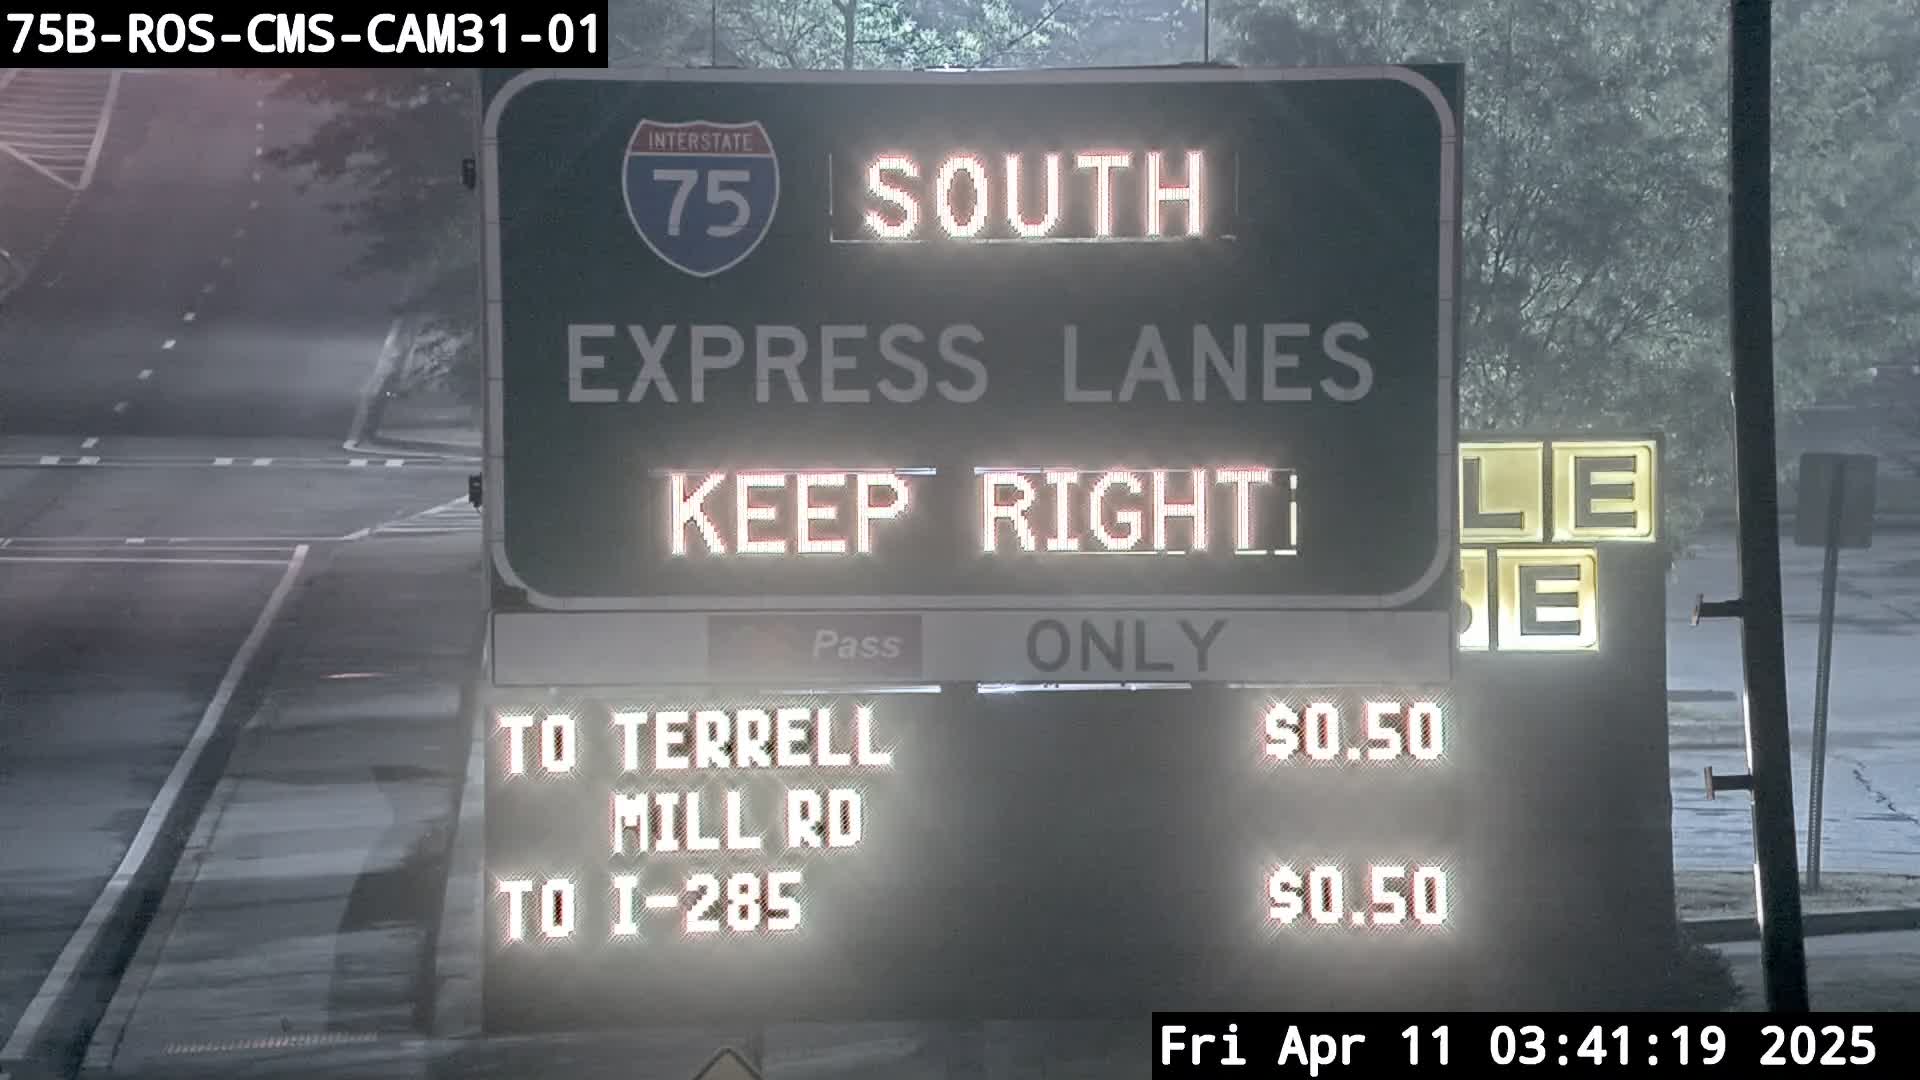 75B-ROS-CMS-CAM31-01
INTERSTATE
75
SOUTH
EXPRESS LANES
KEEP RIGHT
Pass ONLY
TO TERRELL $0.50
MILL RD
TO I-285 $0.50
LE
E
Fri Apr 11 03:41:19 2025